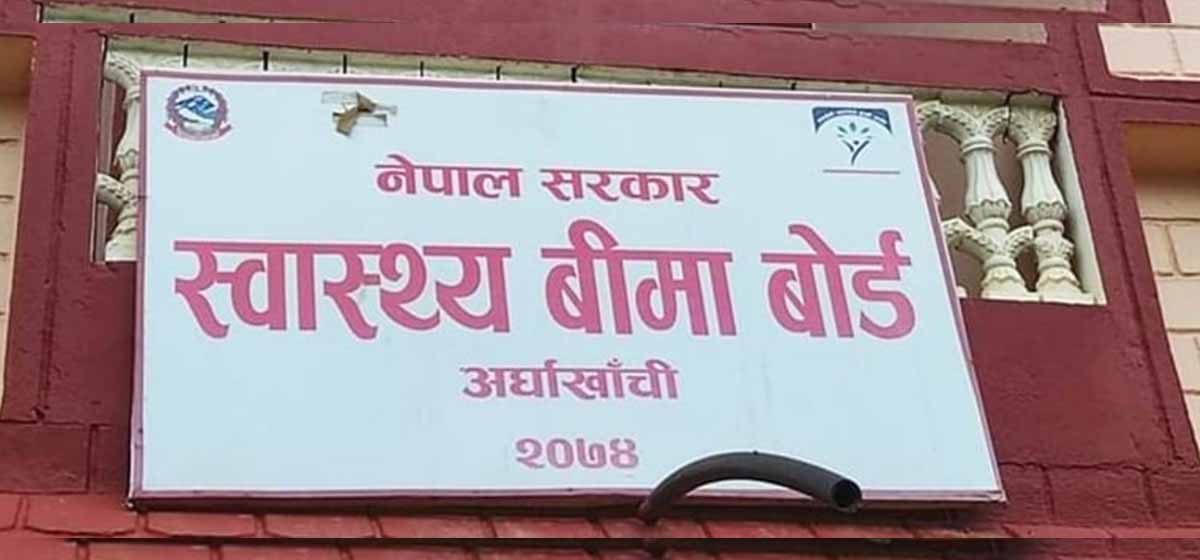 नेपाल सरकार
स्वास्थ्य बीमा बोर्ड
अर्घाखाँची
२०७४